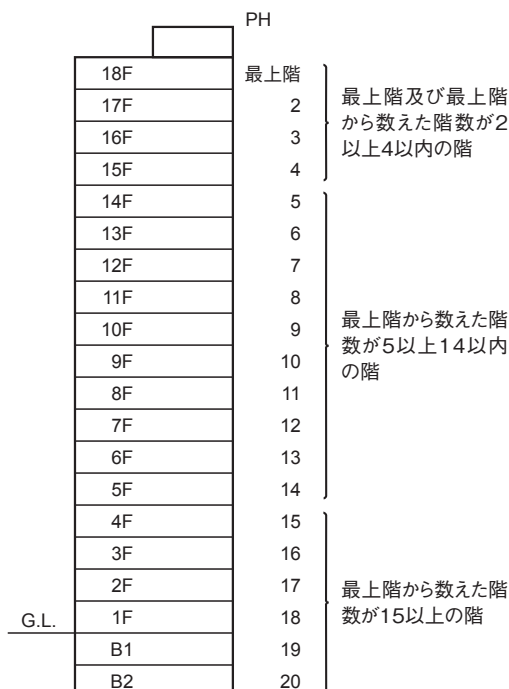 PH
18F 最上階
17F 2
16F 3
15F 4
最上階及び最上階
から数えた階数が2
以上4以内の階
14F 5
13F 6
12F 7
11F 8
10F 9
9F 10
8F 11
7F 12
6F 13
5F 14
最上階から数えた階
数が5以上14以内
の階
4F 15
3F 16
2F 17
G.L. 1F 18
B1 19
B2 20
最上階から数えた階
数が15以上の階